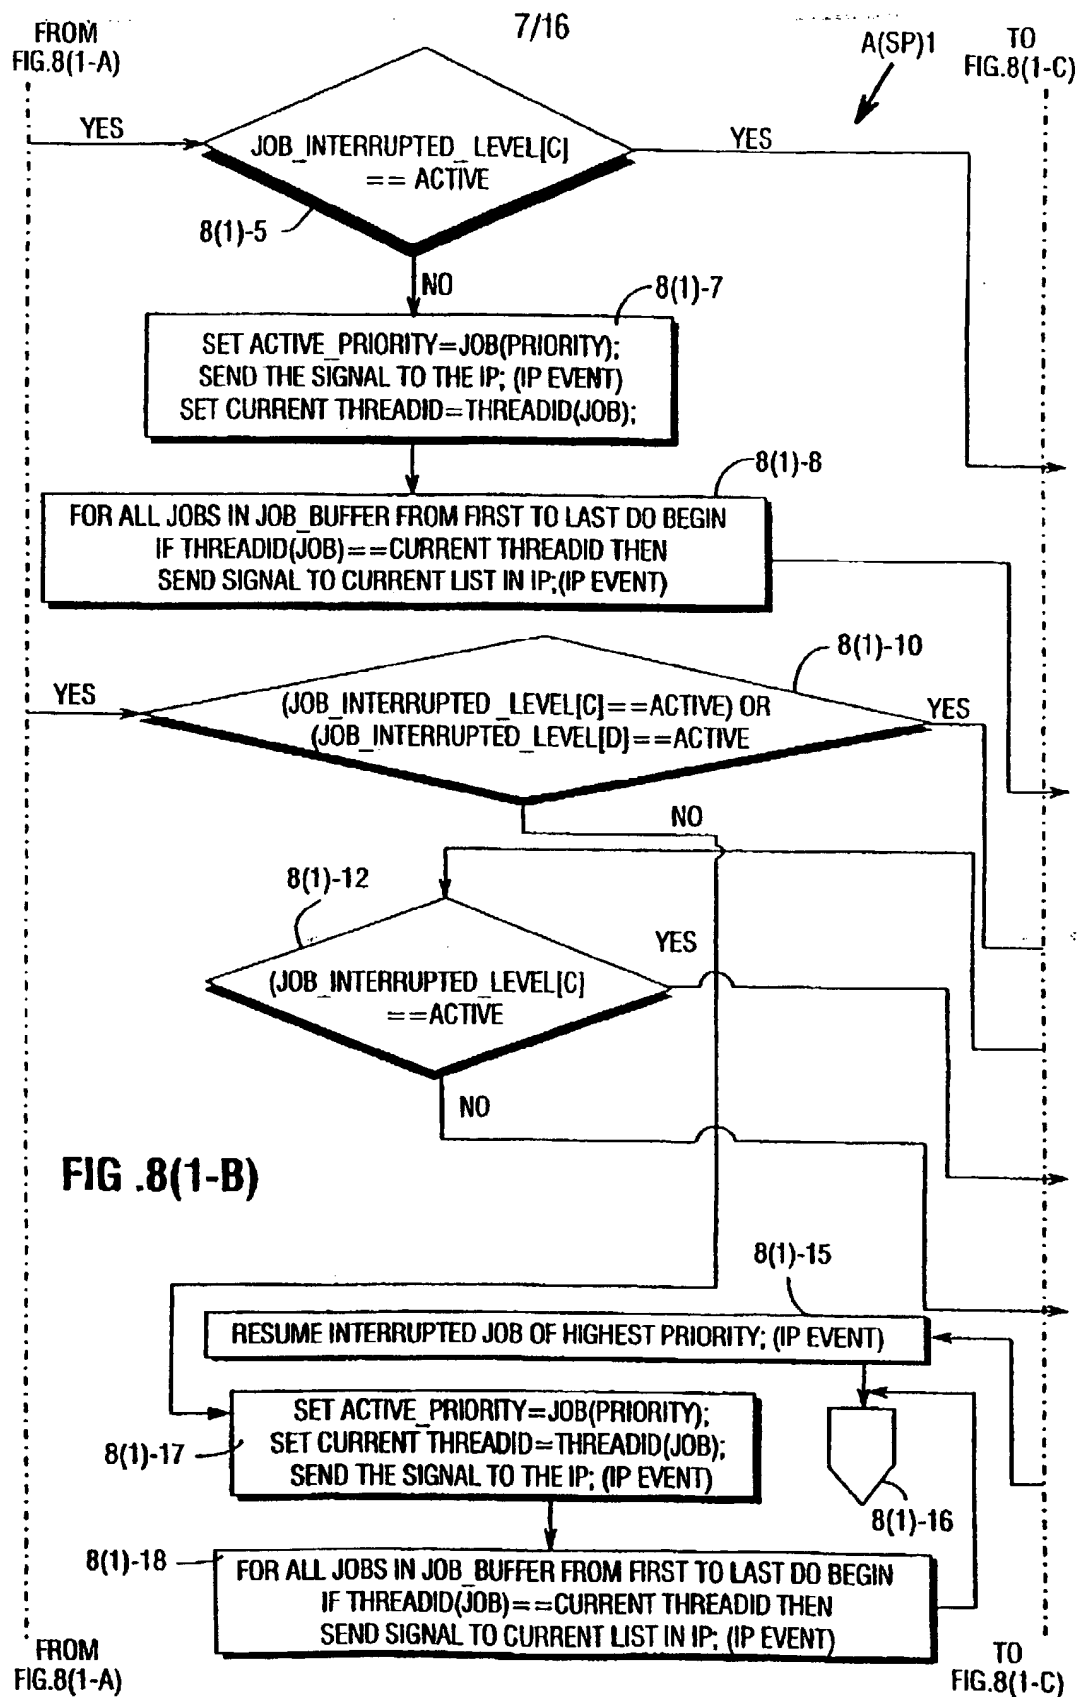 7/16
FROM
FIG.8(1-A)
A(SP)1
TO
FIG.8(1-C)
YES
JOB_INTERRUPTED_LEVEL[C]
== ACTIVE
YES
8(1)-5
NO
8(1)-7
SET ACTIVE_PRIORITY=JOB(PRIORITY);
SEND THE SIGNAL TO THE IP; (IP EVENT)
SET CURRENT THREADID=THREADID(JOB);
8(1)-8
FOR ALL JOBS IN JOB_BUFFER FROM FIRST TO LAST DO BEGIN
IF THREADID(JOB)==CURRENT THREADID THEN
SEND SIGNAL TO CURRENT LIST IN IP;(IP EVENT)
8(1)-10
YES
(JOB_INTERRUPTED_LEVEL[C]==ACTIVE) OR
(JOB_INTERRUPTED_LEVEL[D]==ACTIVE
YES
NO
8(1)-12
YES
(JOB_INTERRUPTED_LEVEL[C]
==ACTIVE
NO
FIG .8(1-B)
8(1)-15
RESUME INTERRUPTED JOB OF HIGHEST PRIORITY; (IP EVENT)
SET ACTIVE_PRIORITY=JOB(PRIORITY);
SET CURRENT THREADID=THREADID(JOB);
SEND THE SIGNAL TO THE IP; (IP EVENT)
8(1)-17
8(1)-16
8(1)-18
FOR ALL JOBS IN JOB_BUFFER FROM FIRST TO LAST DO BEGIN
IF THREADID(JOB)==CURRENT THREADID THEN
SEND SIGNAL TO CURRENT LIST IN IP; (IP EVENT)
FROM
FIG.8(1-A)
TO
FIG.8(1-C)